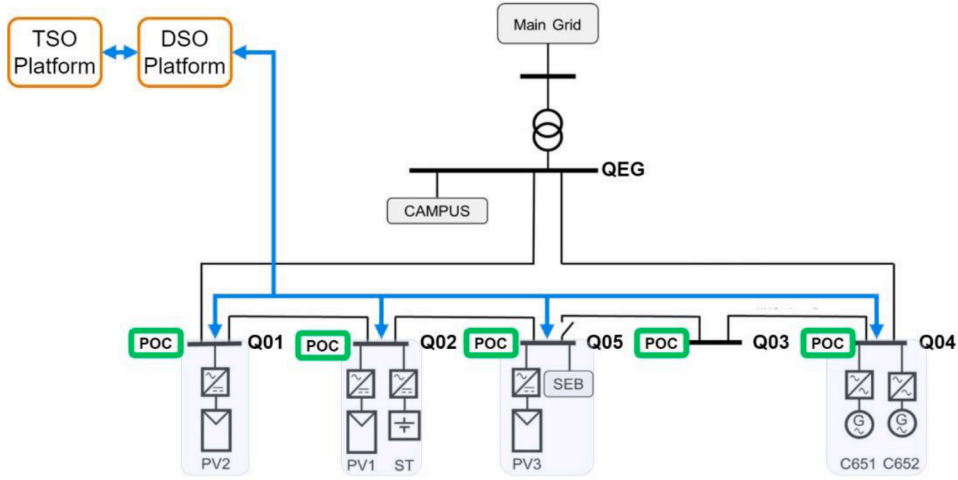 Main Grid
TSO
Platform
DSO
Platform
QEG
CAMPUS
POC
Q01
POC
Q02
POC
Q05
POC
Q03
POC
Q04
SEB
G
G
PV2
PV1
ST
PV3
C651
C652